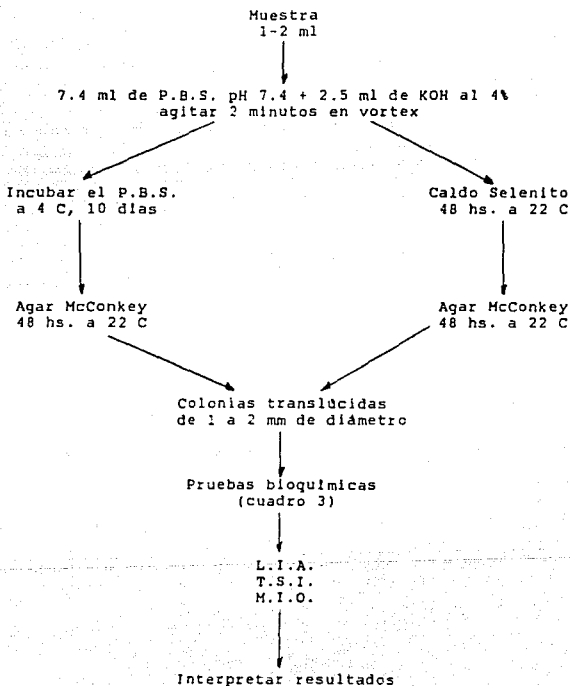 Muestra
1-2 ml
7.4 ml de P.B.S. pH 7.4 + 2.5 ml de KOH al 4%
agitar 2 minutos en vortex
Incubar el P.B.S.
a 4 C, 10 dias
Caldo Selenito
48 hs. a 22 C
Agar McConkey
48 hs. a 22 C
Agar McConkey
48 hs. a 22 C
Colonias translúcidas
de 1 a 2 mm de diámetro
Pruebas bioquímicas
(cuadro 3)
L.I.A.
T.S.I.
M.I.O.
Interpretar resultados